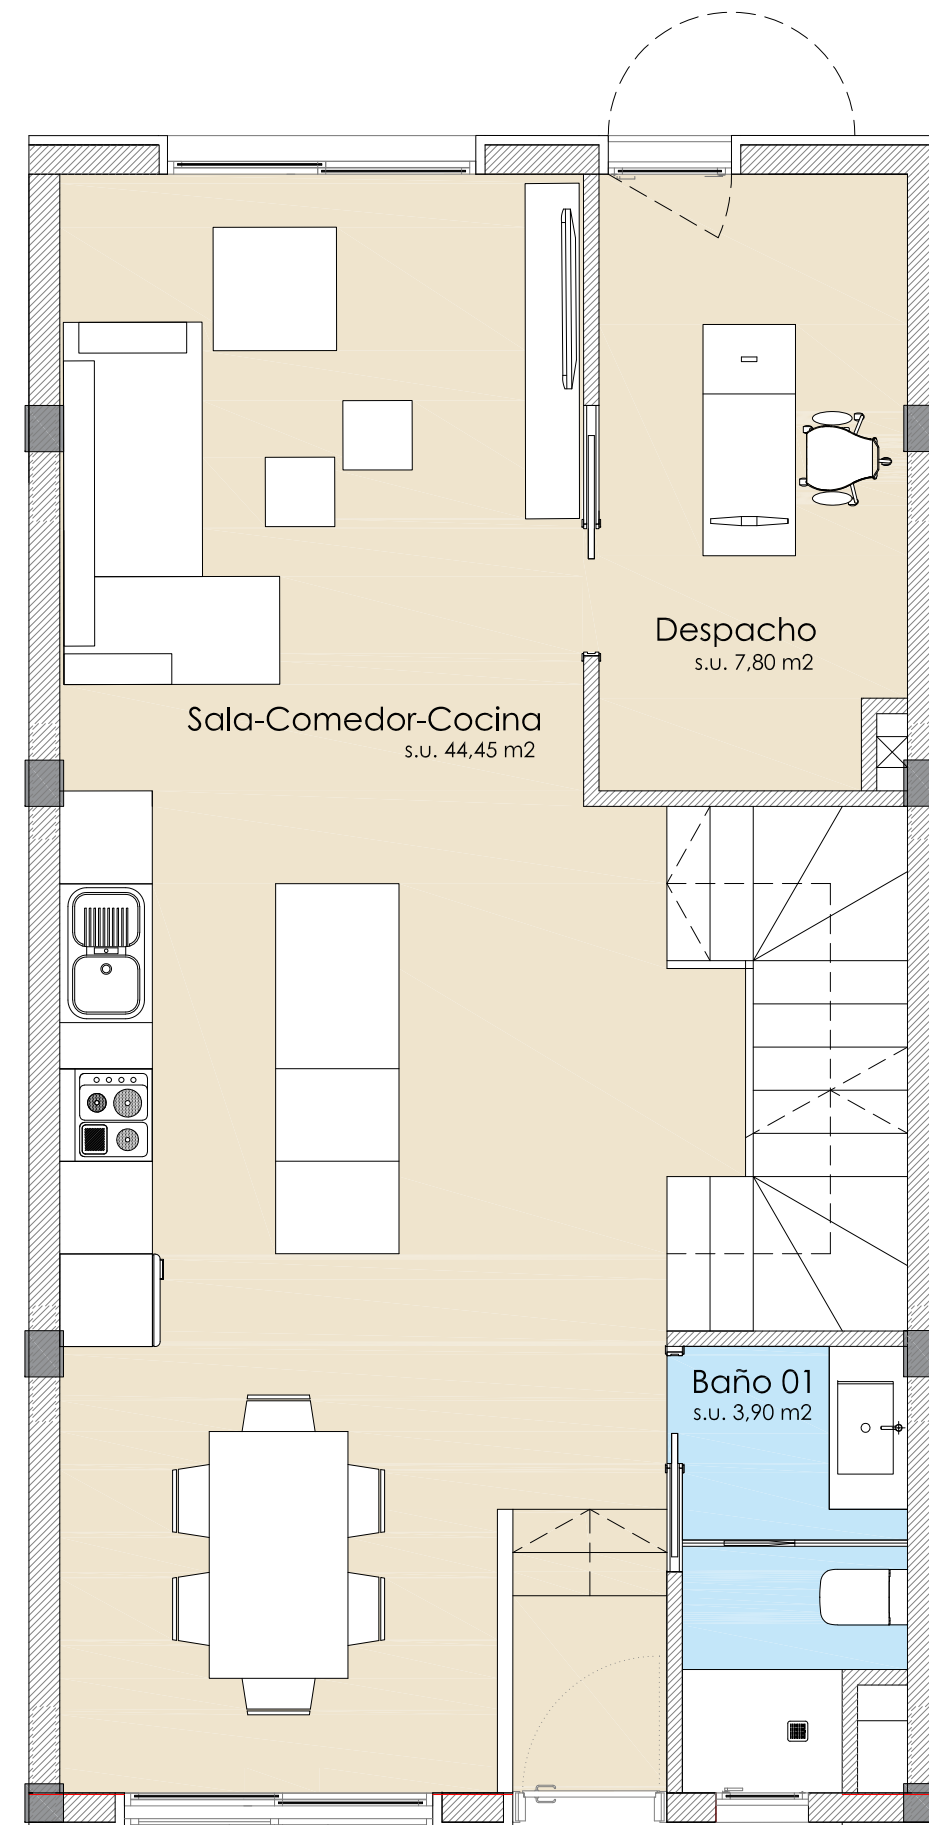 Despacho
s.u. 7,80 m2
Sala-Comedor-Cocina
s.u. 44,45 m2
Baño 01
s.u. 3,90 m2